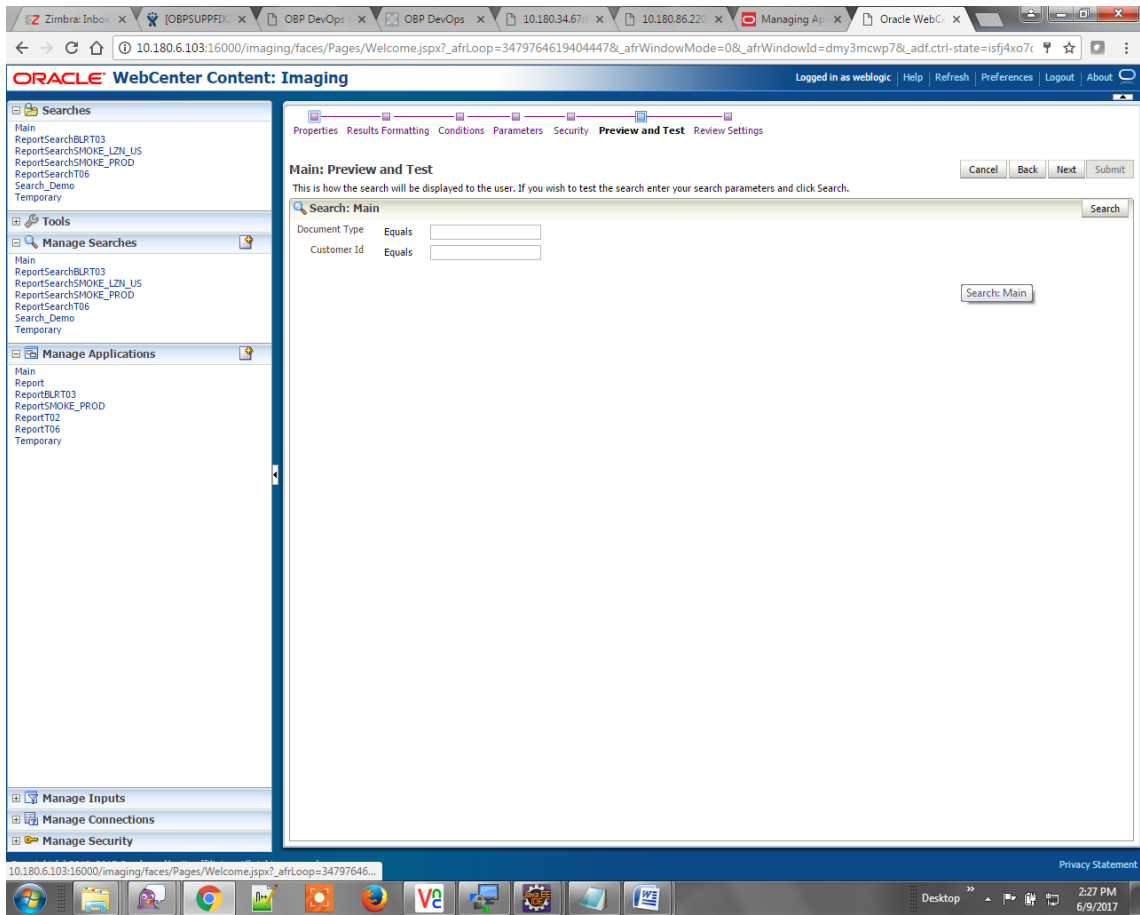 Zimbra: Inbox
[OBPSUPPFIX
OBP DevOps
OBP DevOps
10.180.34.67:
10.180.86.220
Managing Ap
Oracle WebCe
10.180.6.103:16000/imaging/faces/Pages/Welcome.jspx?_afrLoop=34797646194044478&_afrWindowMode=0&_afrWindowId=dmy3mcwp7&_adf.ctrl-state=isfj4xo7c
ORACLE WebCenter Content: Imaging
Logged in as weblogic | Help | Refresh | Preferences | Logout | About
Searches
Main
ReportSearchBLRT03
ReportSearchSMOKE_LZN_US
ReportSearchSMOKE_PROD
ReportSearchT06
Search_Demo
Temporary
Tools
Manage Searches
Main
ReportSearchBLRT03
ReportSearchSMOKE_LZN_US
ReportSearchSMOKE_PROD
ReportSearchT06
Search_Demo
Temporary
Manage Applications
Main
Report
ReportBLRT03
ReportSMOKE_PROD
ReportT02
ReportT06
Temporary
Manage Inputs
Manage Connections
Manage Security
Properties Results Formatting Conditions Parameters Security Preview and Test Review Settings
Main: Preview and Test
Cancel Back Next Submit
This is how the search will be displayed to the user. If you wish to test the search enter your search parameters and click Search.
Search: Main
Search
Document Type Equals
Customer Id Equals
Search: Main
Privacy Statement
10.180.6.103:16000/imaging/faces/Pages/Welcome.jspx?_afrLoop=34797646...
Desktop
2:27 PM
6/9/2017